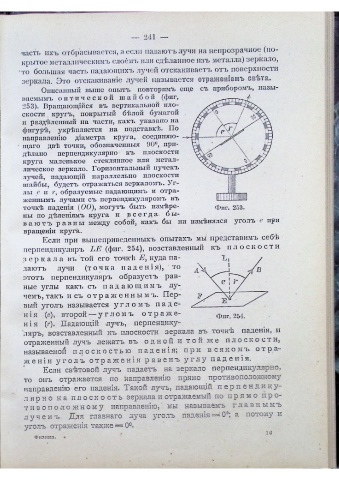 — 241 —
часть ихъ отбрасывается, а если падаютъ лучи на непрозрачное (по-
крытое металлическимъ слоемъ или сдѣланное изъ металла) зеркало,
то большая часть падающихъ лучей отскакиваетъ отъ поверхности
зеркала. Это отскакиваніе лучей называется отраженіемъ свѣта.
Описанный выше опытъ повторимъ еще съ приборомъ, назы-
ваемымъ оптической шайбой (фиг.
253). Вращающійся въ вертикальной пло-
скости кругъ, покрытый бѣлой бумагой
и раздѣленный на части, какъ указано на
фигурѣ, укрѣпляется на подставкѣ. По
направленію діаметра круга, соединяю-
щаго двѣ точки, обозначенныя 90°, при-
дѣлано перпендикулярно къ плоскости
круга маленькое стеклянное или метал-
лическое зеркало. Горизонтальный пучекъ
лучей, падающій параллельно плоскости
шайбы, будетъ отражаться зеркаломъ. Уг-
лы e и r, образуемые падающимъ и отра-
женнымъ лучами съ перпендикуляромъ въ
точкѣ паденія (OO), могутъ быть измѣре-
ны по дѣленіямъ круга и всегда бы-
ваютъ равны между собой, какъ бы ни измѣнялся уголъ e при
вращеніи круга.
Фиг. 253.
Если при вышеприведенныхъ опытахъ мы представимъ себѣ
перпендикуляръ LE (фиг. 254), возставленный къ плоскости
зеркала въ той его точкѣ E, куда па-
даютъ лучи (точка паденія), то
этотъ перпендикуляръ образуетъ рав-
ные углы какъ съ падающимъ лу-
чемъ, такъ и съ отраженнымъ. Пер-
вый уголъ называется угломъ паде-
нія (e), второй — угломъ отраже-
нія (r). Падающій лучъ, перпендику-
ляръ, возставленный къ плоскости зеркала въ точкѣ паденія, и
отраженный лучъ лежатъ въ одной и той же плоскости,
называемой плоскостью паденія; при всякомъ отра-
женіи уголъ отраженія равенъ углу паденія.
L
A
B
e
r
F
E
Фиг. 254.
Если свѣтовой лучъ падаетъ на зеркало перпендикулярно,
то онъ отражается по направленію прямо противоположному
направленію его паденія. Такой лучъ, падающій перпендику-
лярно на плоскость зеркала и отражаемый по прямо про-
тивоположному направленію, мы называемъ главнымъ
лучемъ. Для главнаго луча уголъ паденія = 0°; а потому и
уголъ отраженія также = 0°.
16